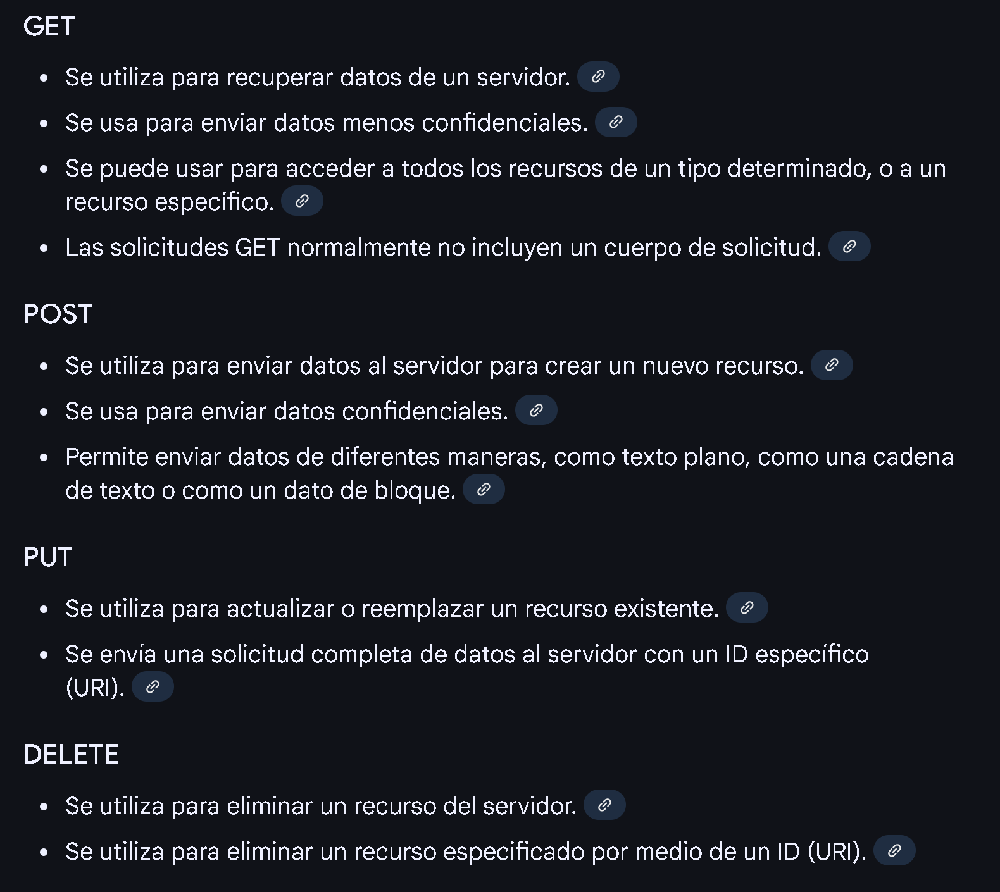 GET
• Se utiliza para recuperar datos de un servidor.
• Se usa para enviar datos menos confidenciales.
• Se puede usar para acceder a todos los recursos de un tipo determinado, o a un
recurso específico.
• Las solicitudes GET normalmente no incluyen un cuerpo de solicitud.
POST
• Se utiliza para enviar datos al servidor para crear un nuevo recurso.
• Se usa para enviar datos confidenciales.
• Permite enviar datos de diferentes maneras, como texto plano, como una cadena
de texto o como un dato de bloque.
PUT
• Se utiliza para actualizar o reemplazar un recurso existente.
• Se envía una solicitud completa de datos al servidor con un ID específico
(URI).
DELETE
• Se utiliza para eliminar un recurso del servidor.
• Se utiliza para eliminar un recurso especificado por medio de un ID (URI).